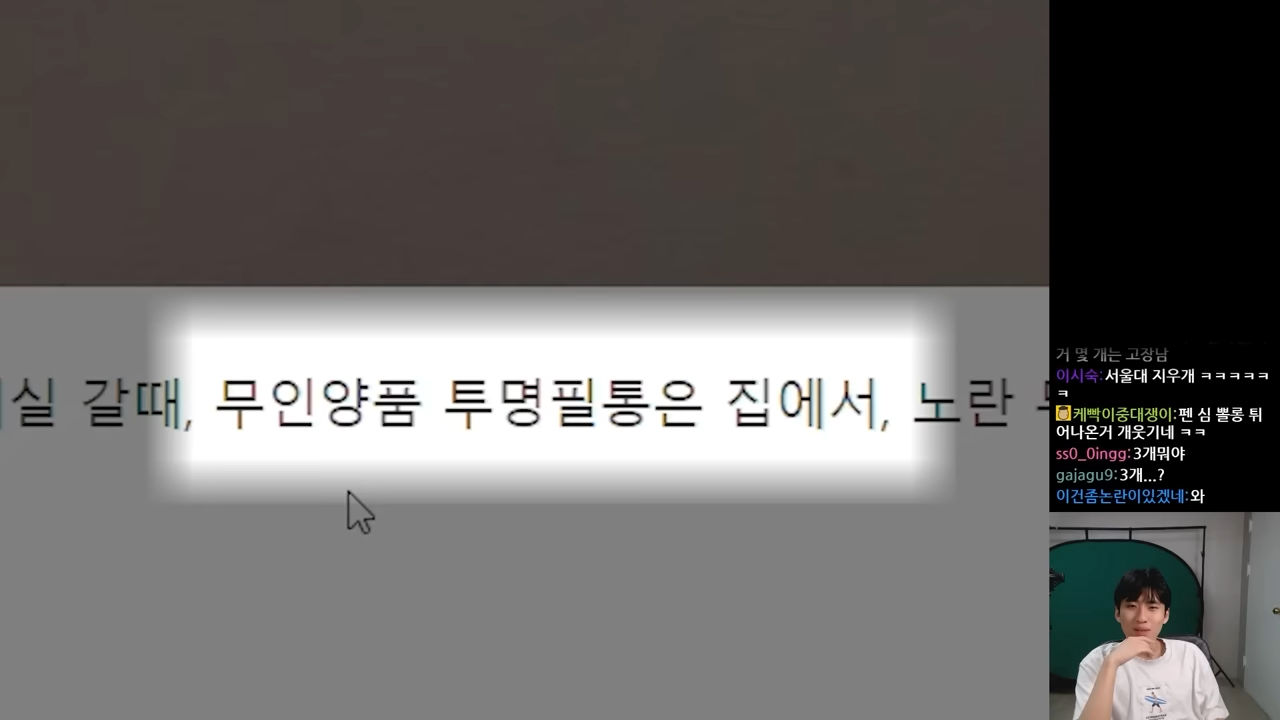 실 갈때, 무인양품 투명필통은 집에서, 노란
거 몇 개는 고장남
이시숙: 서울대 지우개 ㅋㅋㅋㅋㅋ
ㅋ
케빵이중대쟁이: 펜 심 뽈롱 튀
어나온거 개웃기네 ㅋㅋ
ss0_0ingg: 3개뭐야
gajagu9: 3개...?
이건좀논란이있겠네: 와